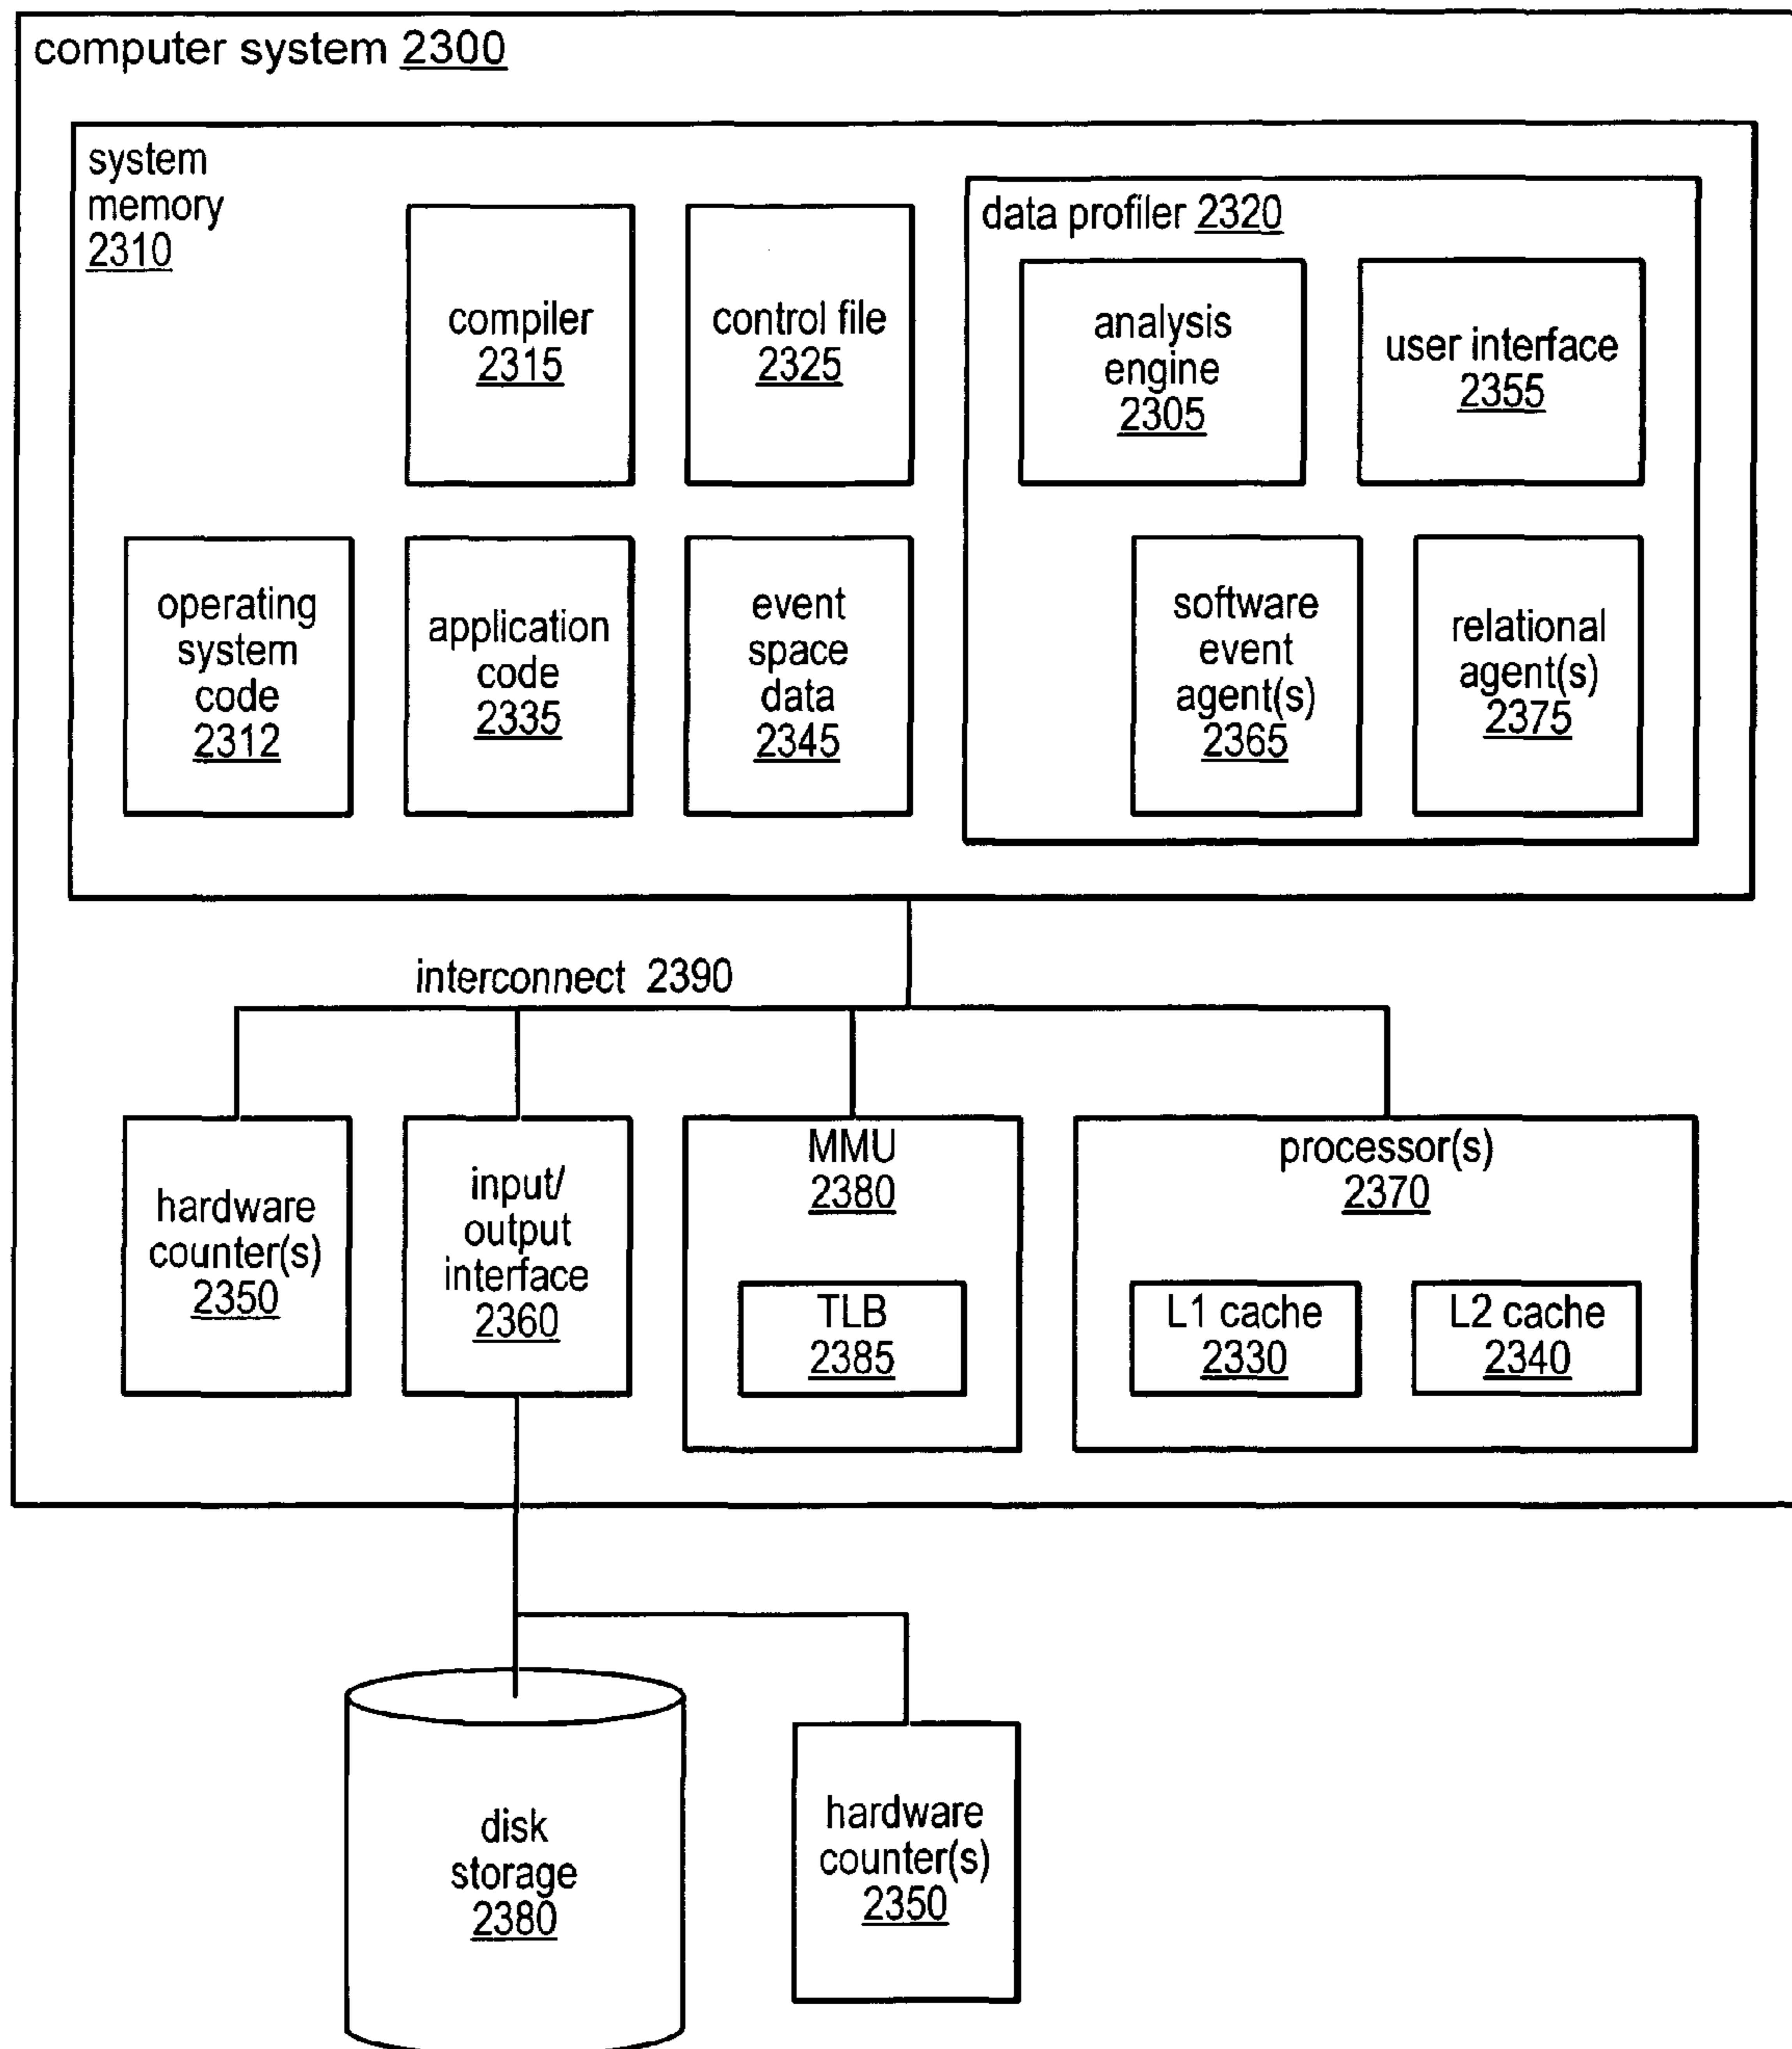 computer system 2300
system
memory
2310
compiler
2315
control file
2325
data profiler 2320
analysis
engine
2305
user interface
2355
operating
system
code
2312
application
code
2335
event
space
data
2345
software
event
agent(s)
2365
relational
agent(s)
2375
interconnect 2390
hardware
counter(s)
2350
input/
output
interface
2360
MMU
2380
TLB
2385
processor(s)
2370
L1 cache
2330
L2 cache
2340
disk
storage
2380
hardware
counter(s)
2350